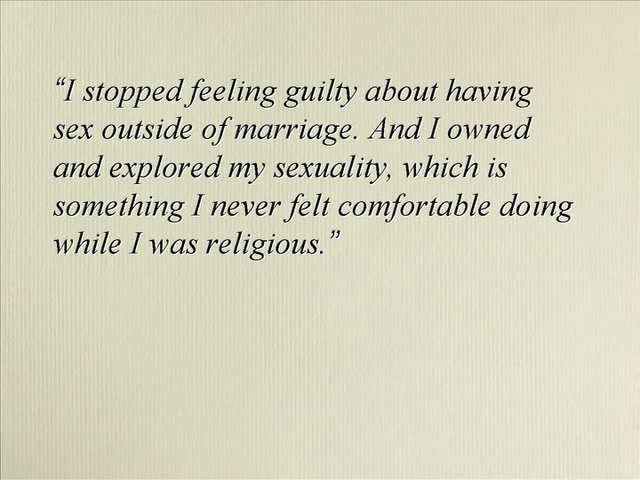 “I stopped feeling guilty about having
sex outside of marriage. And I owned
and explored my sexuality, which is
something I never felt comfortable doing
while I was religious.”